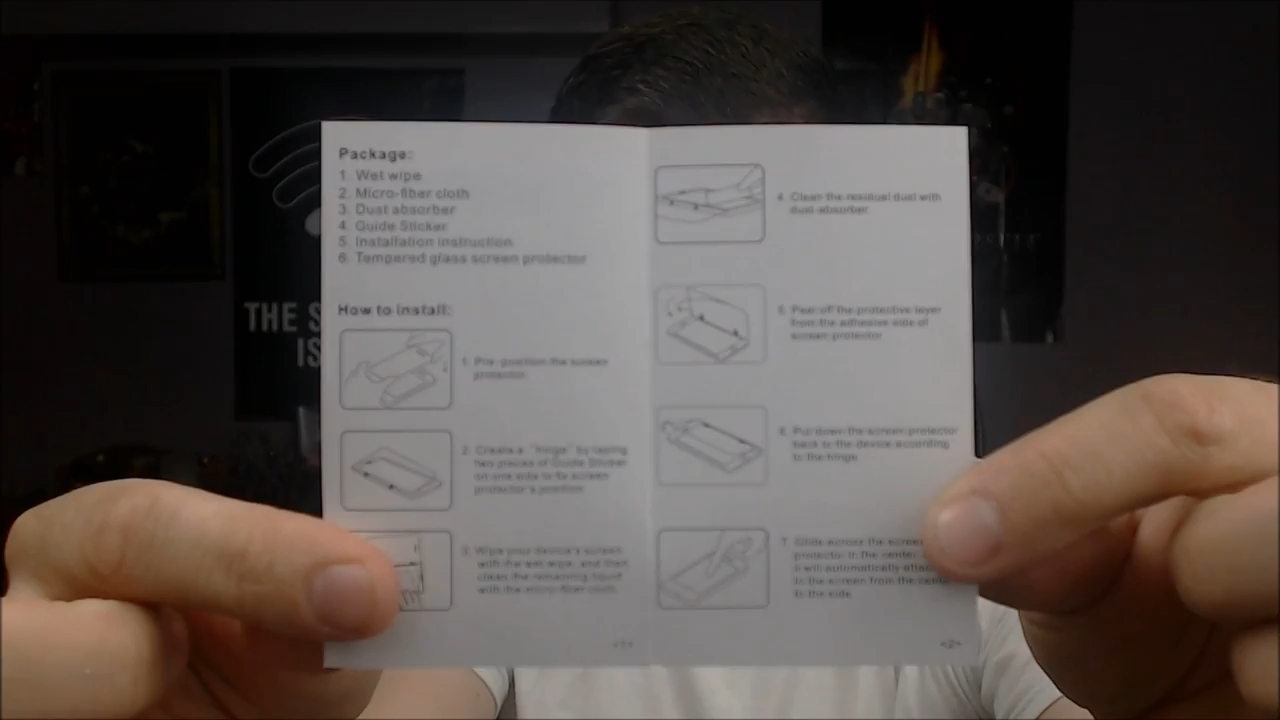 Package:
1. Wet wipe
2. Micro-fiber cloth
3. Dust absorber
4. Guide Sticker
5. Installation instruction
6. Tempered glass screen protector
How to install:
1. Pre-position the screen
protector.
2. Create a "hinge" by taping
two pieces of Guide Sticker
on one side to fix screen
protector's position
3. Wipe your device's screen
with the wet wipe, and then
clean the remaining liquid
with the micro-fiber cloth.
<1>
4. Clean the residual dust with
dust-absorber
5. Peel off the protective layer
from the adhesive side of
screen protector
6. Put down the screen protector
back to the device according
to the hinge
7. Glide across the screen
protector in the center
it will automatically
to the screen from the
to the side.
<2>
THE S
IS